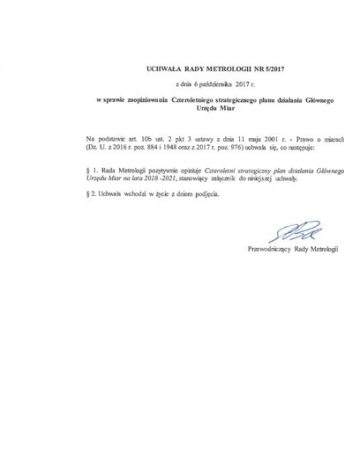 UCHWAŁA RADY METROLOGII NR 5/2017
z dnia 6 października 2017 r.
w sprawie zaopiniowania Czteroletniego strategicznego planu działania Głównego
Urzędu Miar
Na podstawie art. 10b ust. 2 pkt 3 ustawy z dnia 11 maja 2001 r. - Prawo o miarach
(Dz. U. z 2016 r. poz. 884 i 1948 oraz z 2017 r. poz. 976) uchwala się, co następuje:
§ 1. Rada Metrologii pozytywnie opiniuje Czteroletni strategiczny plan działania Głównego
Urzędu Miar na lata 2018 -2021, stanowiący załącznik do niniejszej uchwały.
§ 2. Uchwała wchodzi w życie z dniem podjęcia.
Przewodniczący Rady Metrologii